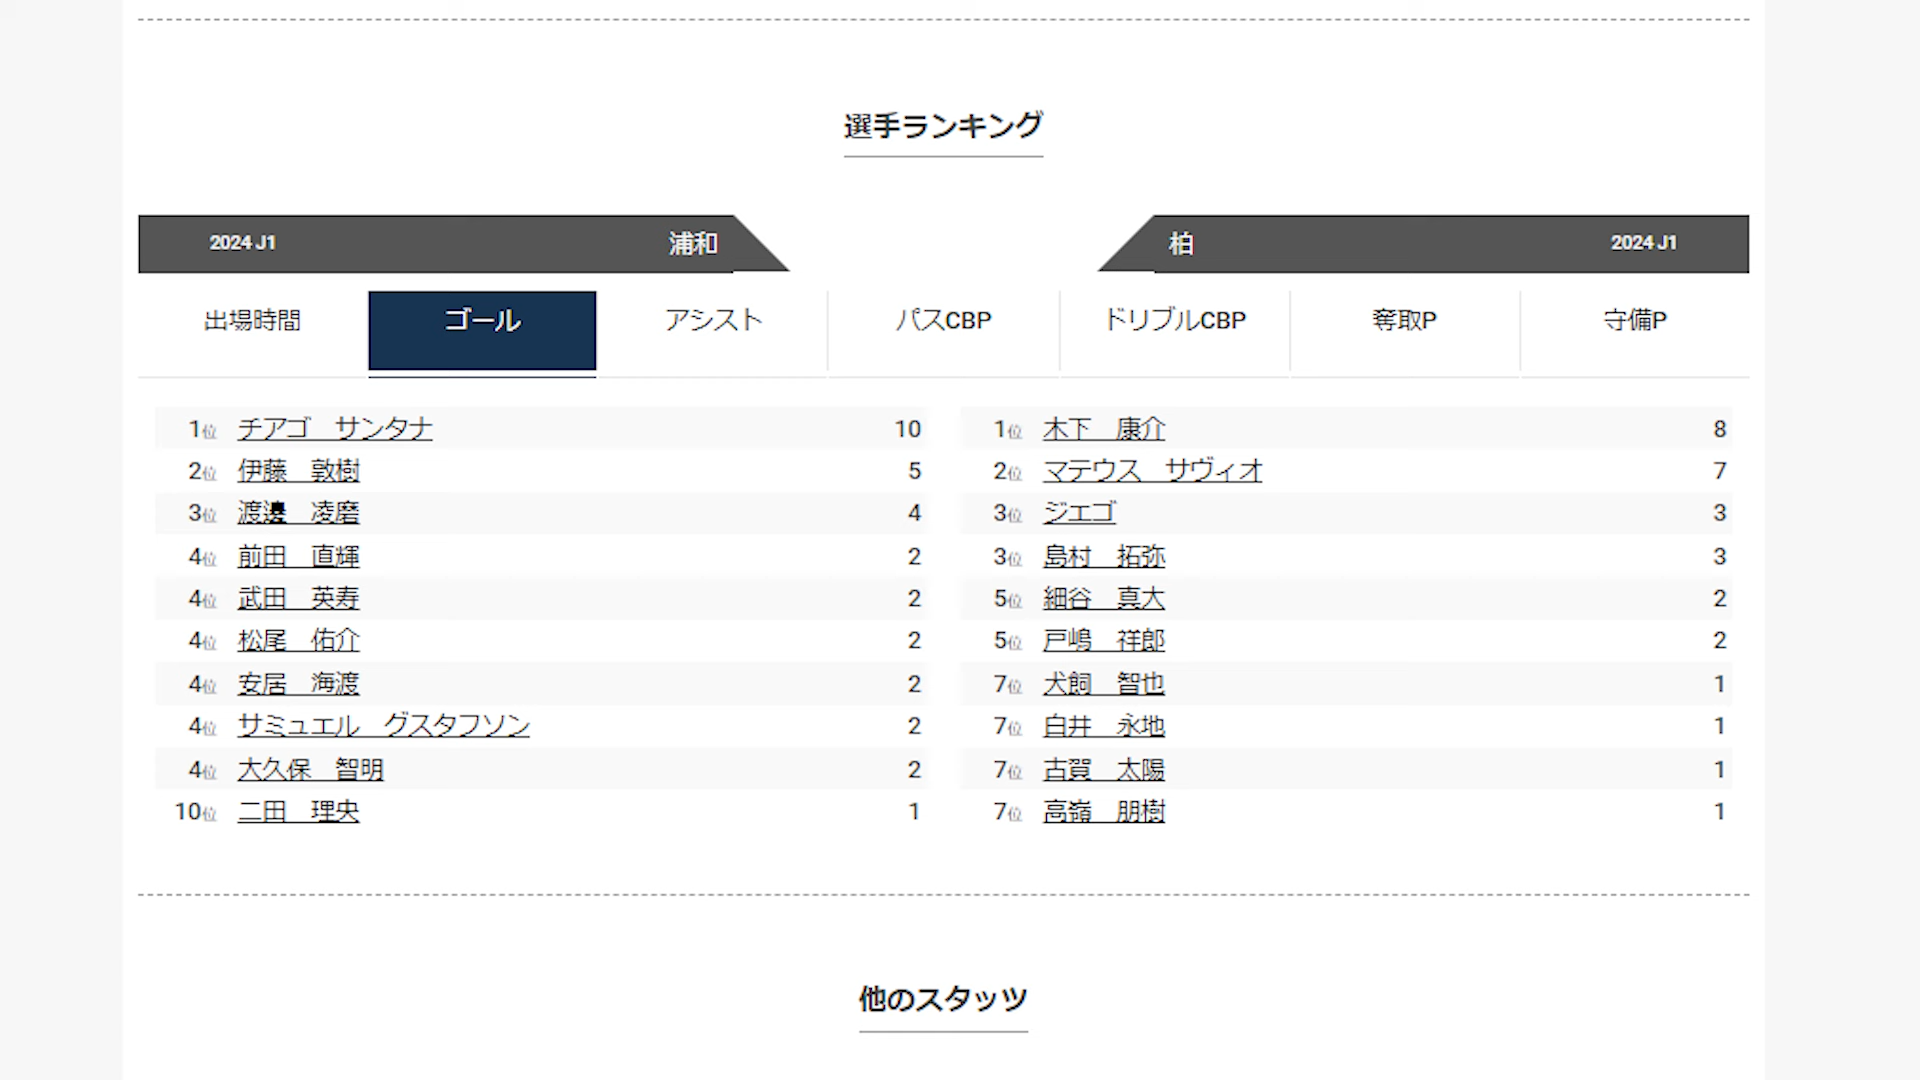 選手ランキング
2024 J1 浦和 柏 2024 J1
出場時間 ゴール アシスト パスCBP ドリブルCBP 奪取P 守備P
1位 チアゴ　サンタナ 10 1位 木下　康介 8
2位 伊藤　敦樹 5 2位 マテウス　サヴィオ 7
3位 渡邊　凌磨 4 3位 ジエゴ 3
4位 前田　直輝 2 3位 島村　拓弥 3
4位 武田　英寿 2 5位 細谷　真大 2
4位 松尾　佑介 2 5位 戸嶋　祥郎 2
4位 安居　海渡 2 7位 犬飼　智也 1
4位 サミュエル　グスタフソン 2 7位 白井　永地 1
4位 大久保　智明 2 7位 古賀　太陽 1
10位 二田　理央 1 7位 高嶺　朋樹 1
他のスタッツ